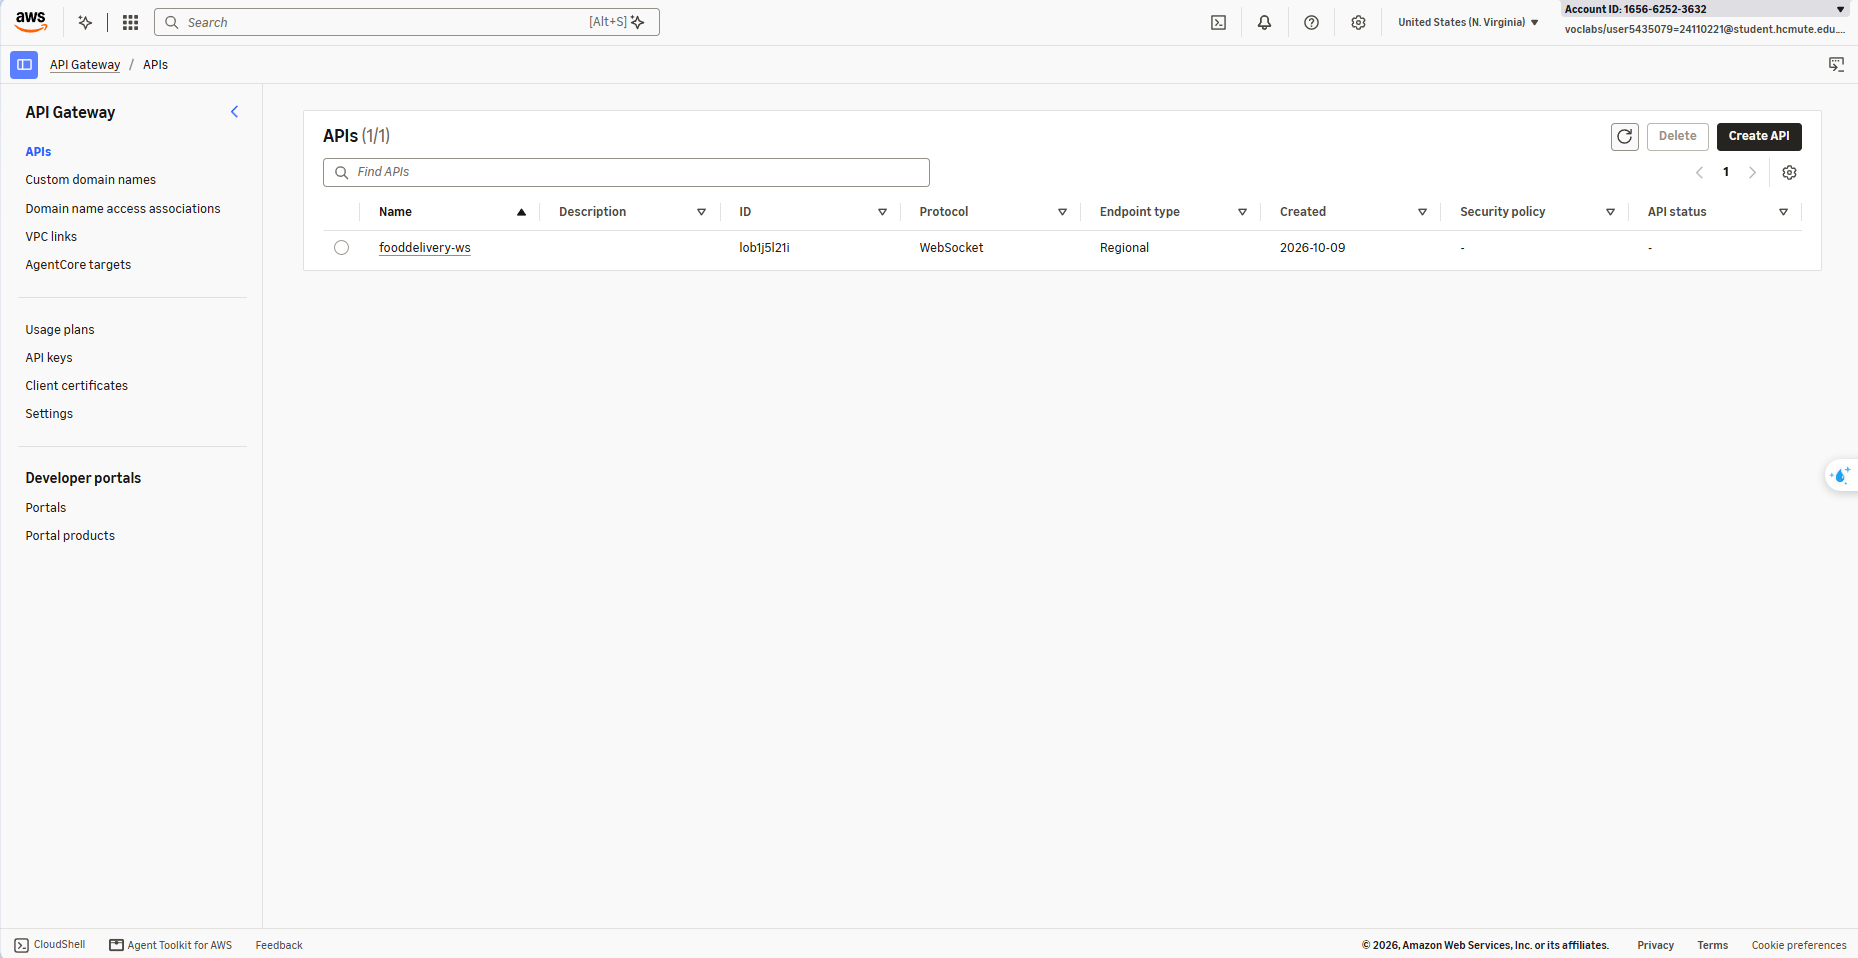 aws
Search [Alt+S]
United States (N. Virginia)
Account ID: 1656-6252-3632
voclabs/user5435079=24110221@student.hcmute.edu....
API Gateway / APIs
API Gateway
APIs
Custom domain names
Domain name access associations
VPC links
AgentCore targets
Usage plans
API keys
Client certificates
Settings
Developer portals
Portals
Portal products
APIs (1/1)
Delete
Create API
Find APIs
1
Name Description ID Protocol Endpoint type Created Security policy API status
fooddelivery-ws lob1j5l21i WebSocket Regional 2026-10-09 - -
CloudShell Agent Toolkit for AWS Feedback
© 2026, Amazon Web Services, Inc. or its affiliates. Privacy Terms Cookie preferences